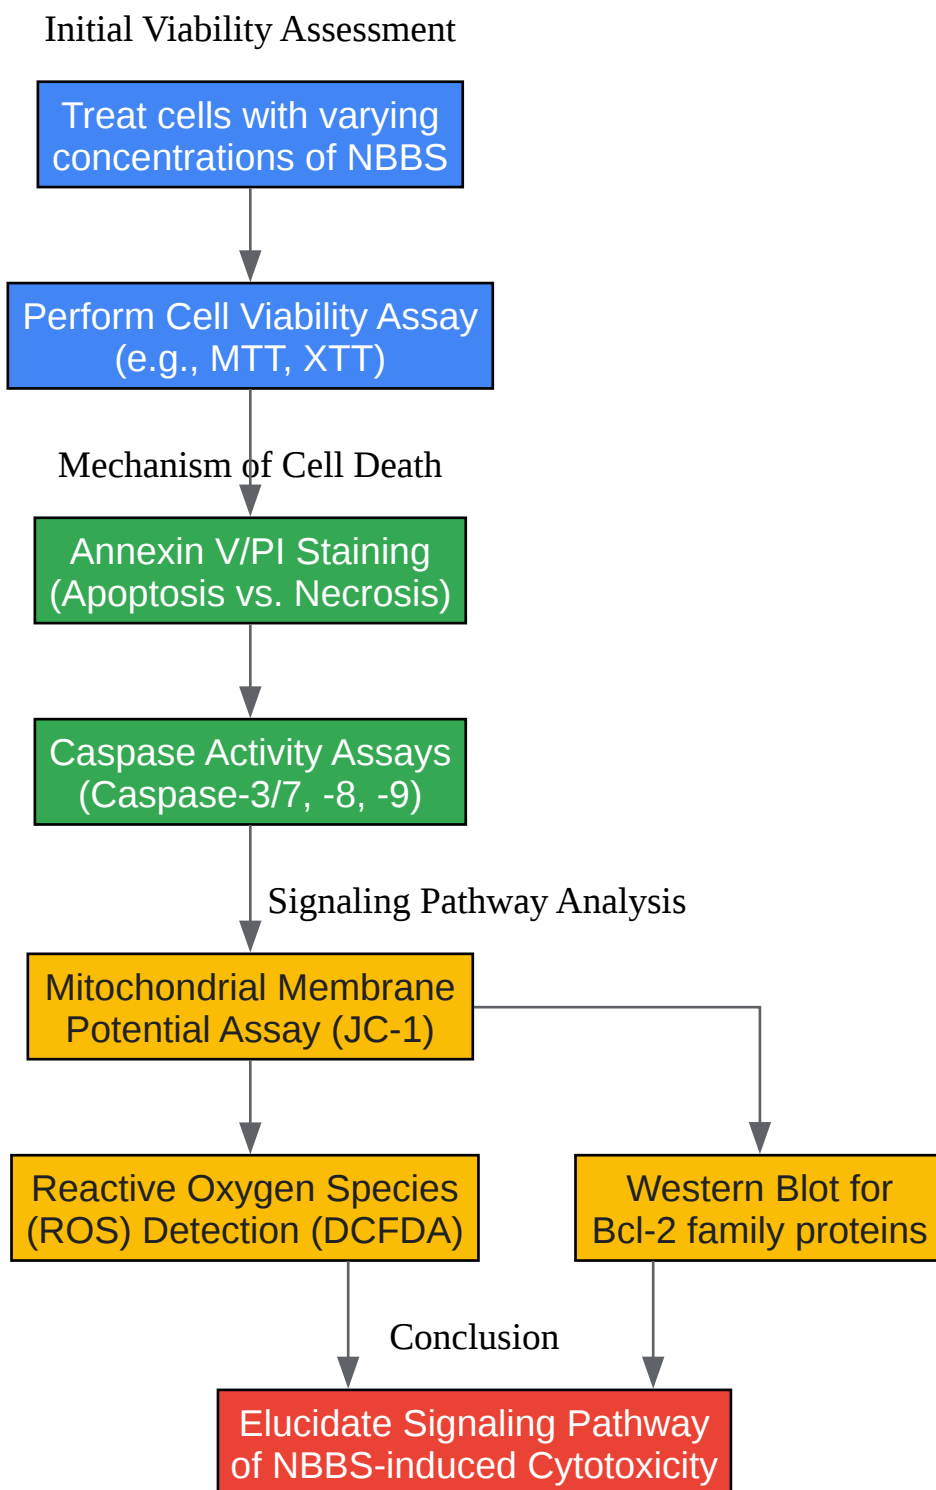 Initial Viability Assessment
Treat cells with varying
concentrations of NBBS
Perform Cell Viability Assay
(e.g., MTT, XTT)
Mechanism of Cell Death
Annexin V/PI Staining
(Apoptosis vs. Necrosis)
Caspase Activity Assays
(Caspase-3/7, -8, -9)
Signaling Pathway Analysis
Mitochondrial Membrane
Potential Assay (JC-1)
Reactive Oxygen Species
(ROS) Detection (DCFDA)
Western Blot for
Bcl-2 family proteins
Conclusion
Elucidate Signaling Pathway
of NBBS-induced Cytotoxicity